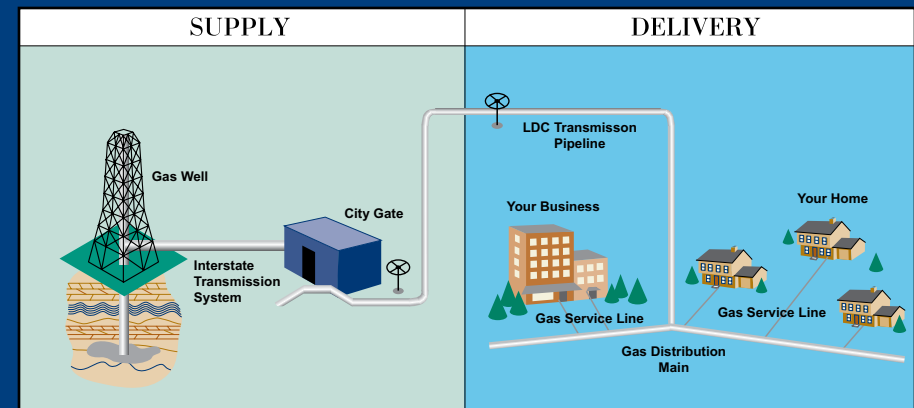 SUPPLY
DELIVERY
Gas Well
City Gate
Interstate
Transmission
System
LDC Transmisson
Pipeline
Your Business
Your Home
Gas Service Line
Gas Service Line
Gas Distribution
Main